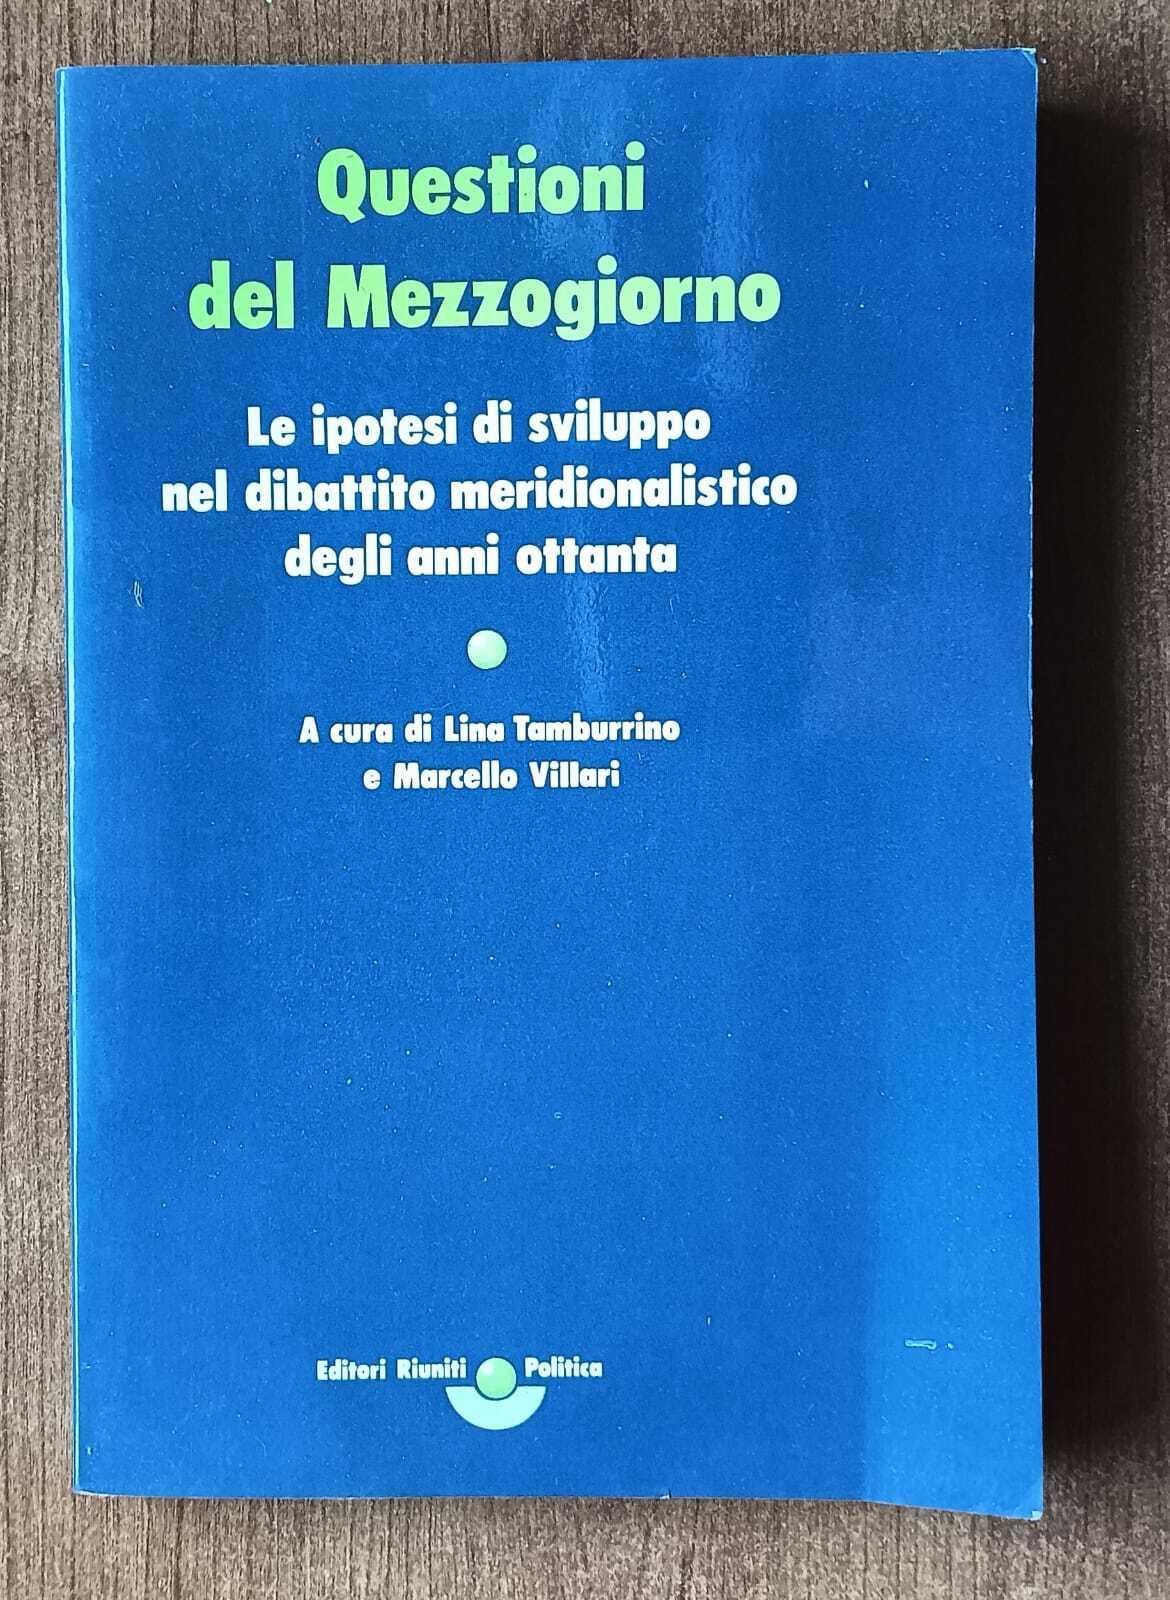 Questioni
del Mezzogiorno
Le ipotesi di sviluppo
nel dibattito meridionalistico
degli anni ottanta
A cura di Lina Tamburrino
e Marcello Villari
Editori Riuniti Politica